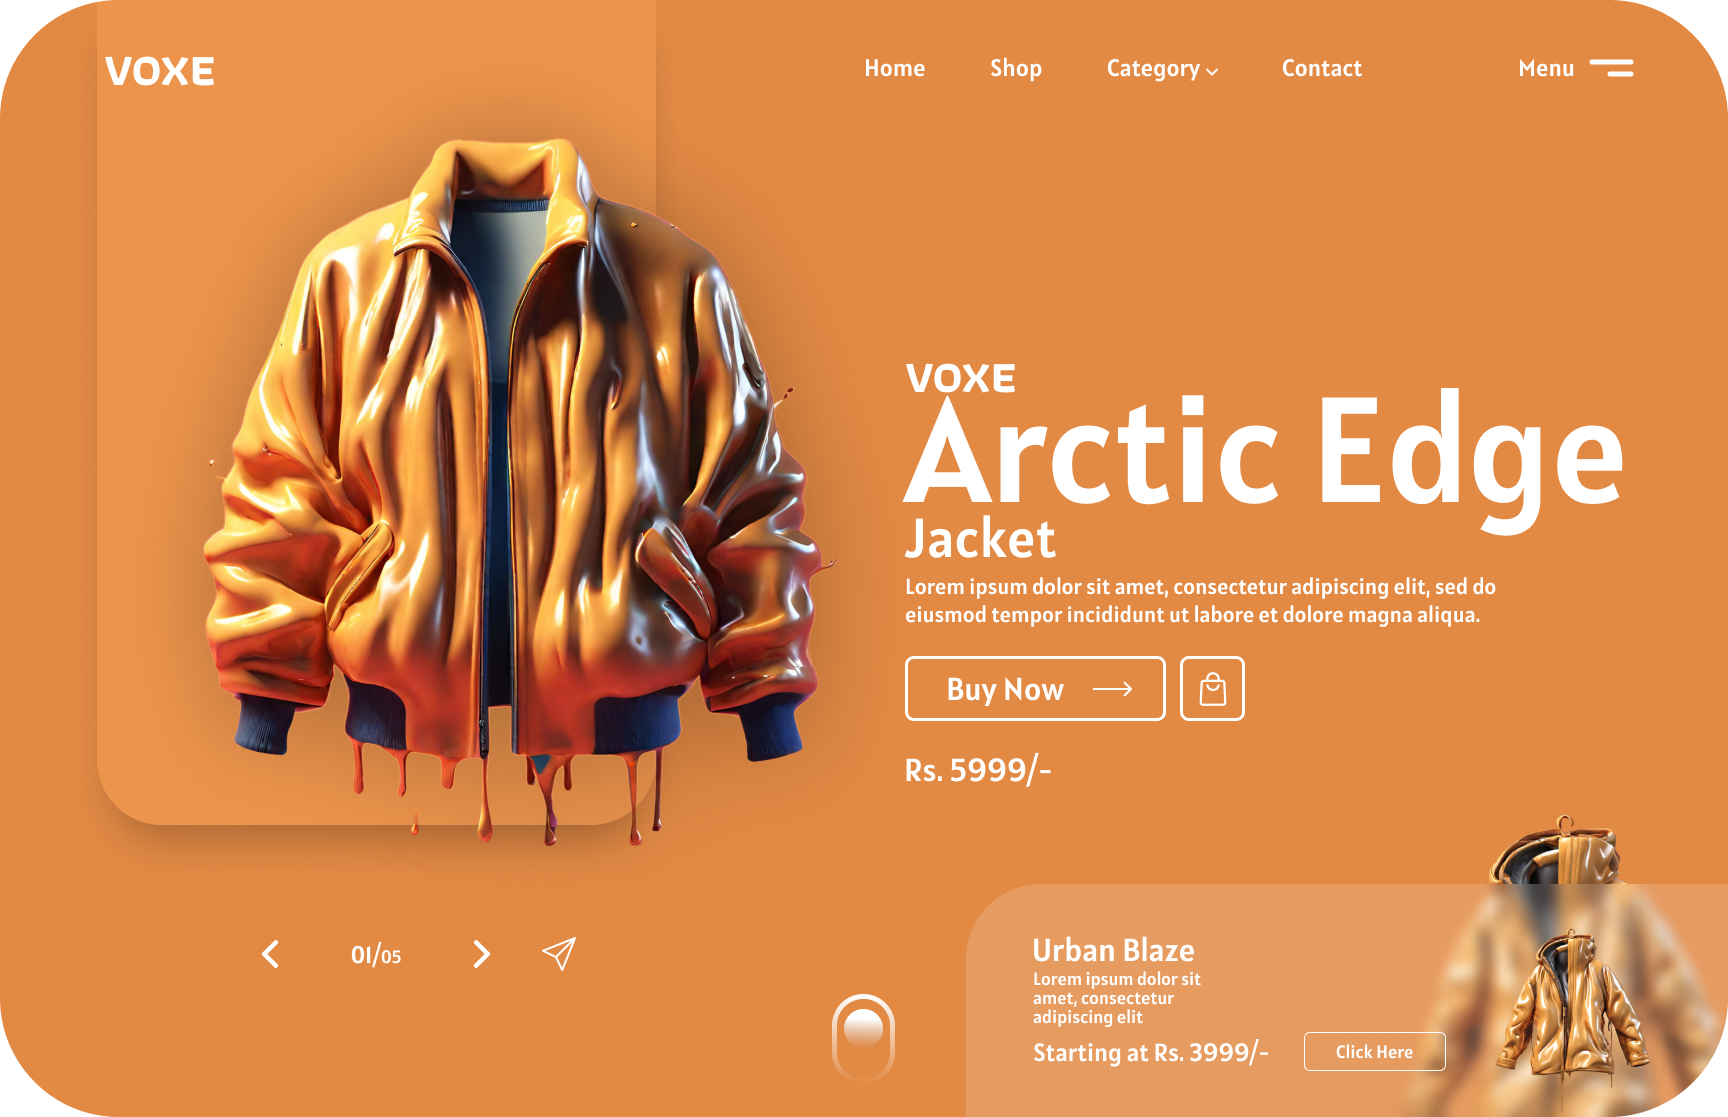 VOXE
Home
Shop
Category
Contact
Menu
VOXE
Arctic Edge
Jacket
Lorem ipsum dolor sit amet, consectetur adipiscing elit, sed do
eiusmod tempor incididunt ut labore et dolore magna aliqua.
Buy Now
Rs. 5999/-
01/05
Urban Blaze
Lorem ipsum dolor sit
amet, consectetur
adipiscing elit
Starting at Rs. 3999/-
Click Here